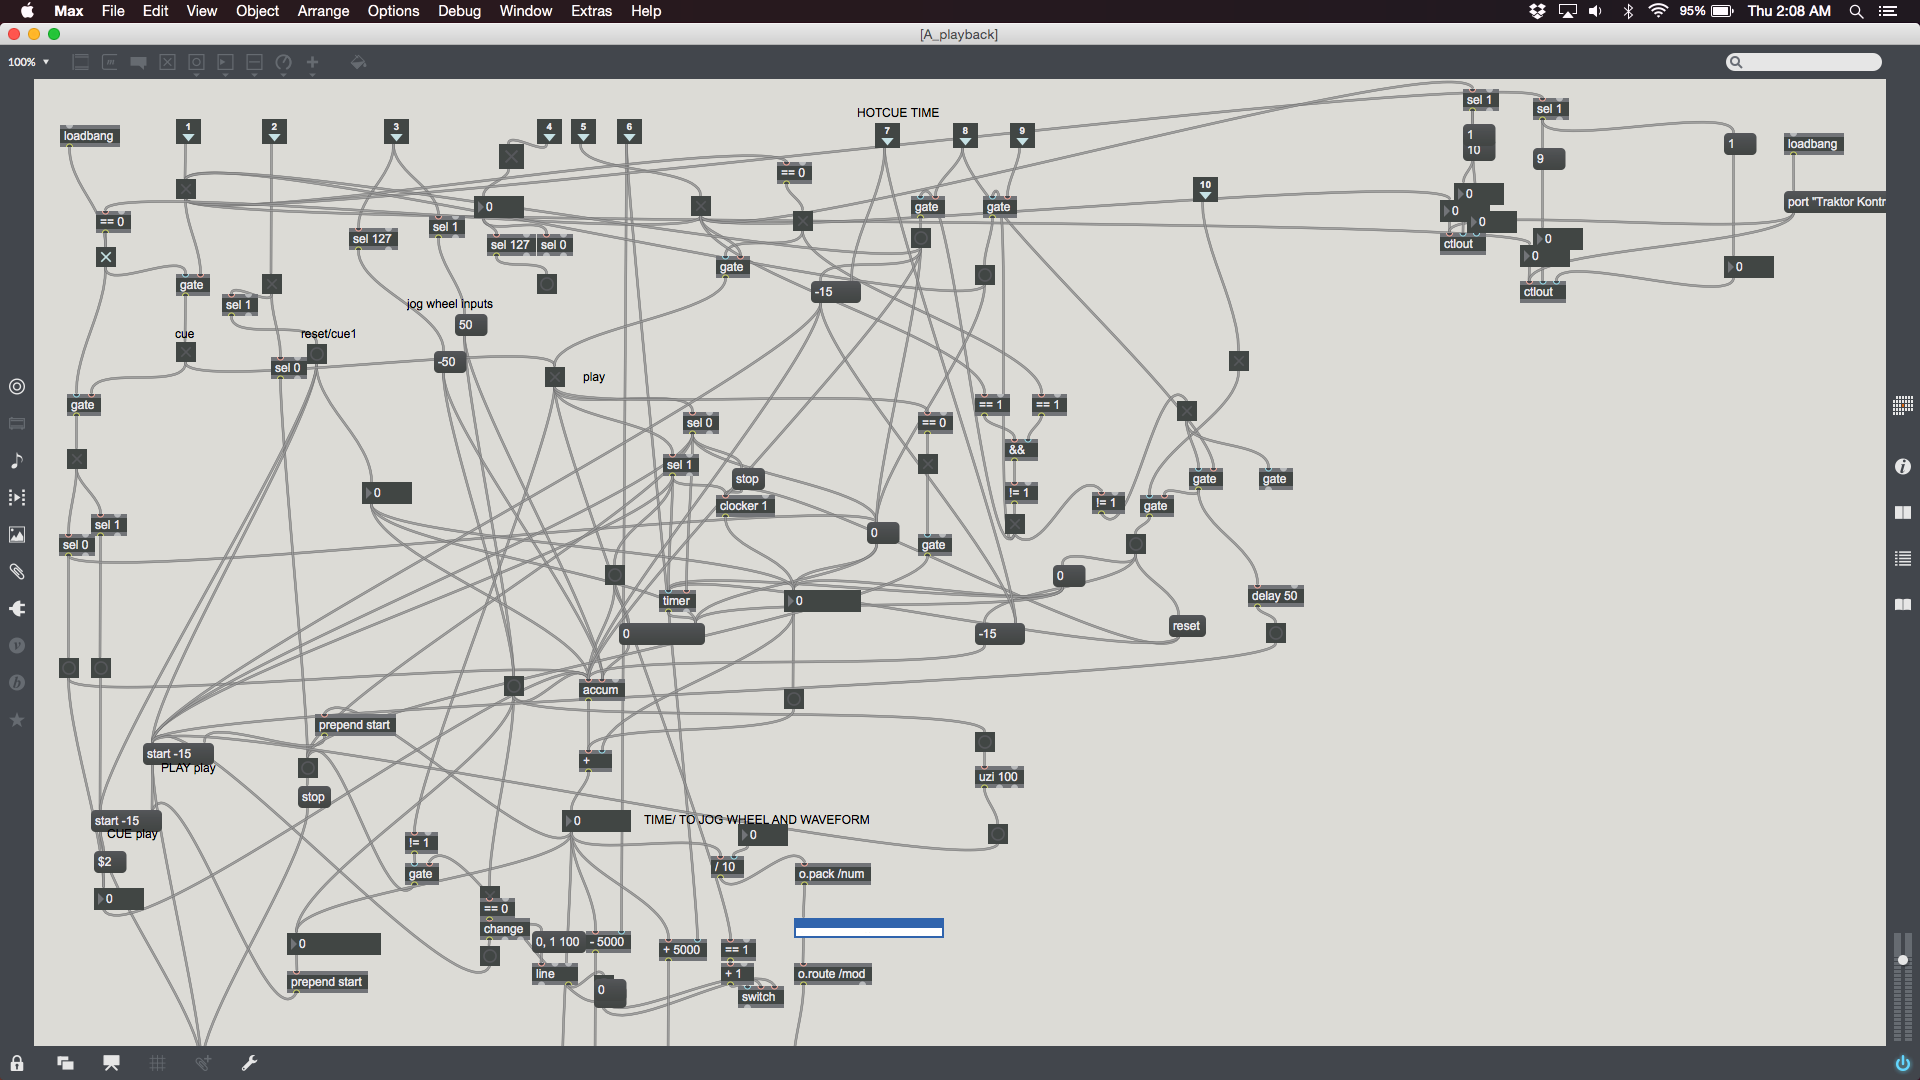 Max File Edit View Object Arrange Options Debug Window Extras Help
95% Thu 2:08 AM
[A_playback]
100%
HOTCUE TIME
sel 1
sel 1
loadbang
1
2
3
4
5
6
7
8
9
1
10
1
loadbang
9
== 0
10
port "Traktor Kontr
0
0
0
== 0
0
gate
gate
sel 127
sel 1
sel 127
sel 0
ctlout
0
0
gate
0
gate
-15
ctlout
sel 1
jog wheel inputs
50
cue
reset/cue1
-50
sel 0
play
gate
== 1
== 1
sel 0
== 0
&&
sel 1
stop
gate
gate
0
!= 1
!= 1
gate
clocker 1
sel 1
sel 0
0
gate
0
timer
0
delay 50
0
-15
reset
accum
prepend start
start -15
PLAY play
+
stop
uzi 100
start -15
CUE play
0
TIME/ TO JOG WHEEL AND WAVEFORM
0
!= 1
$2
gate
/ 10
o.pack /num
0
== 0
change
0
0, 1 100
- 5000
+ 5000
== 1
prepend start
line
+ 1
o.route /mod
0
switch